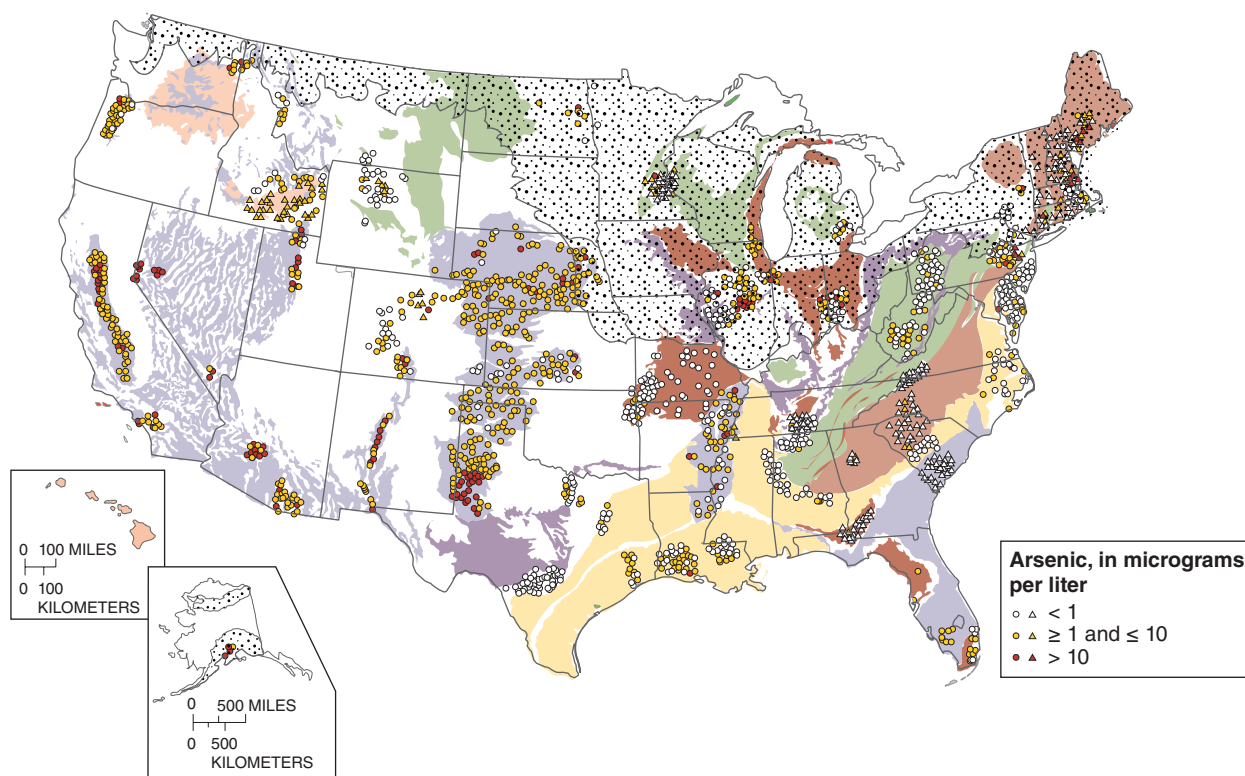 0 100 MILES
0 100
KILOMETERS
0 500 MILES
0 500
KILOMETERS
Arsenic, in micrograms
per liter
< 1
≥ 1 and ≤ 10
> 10